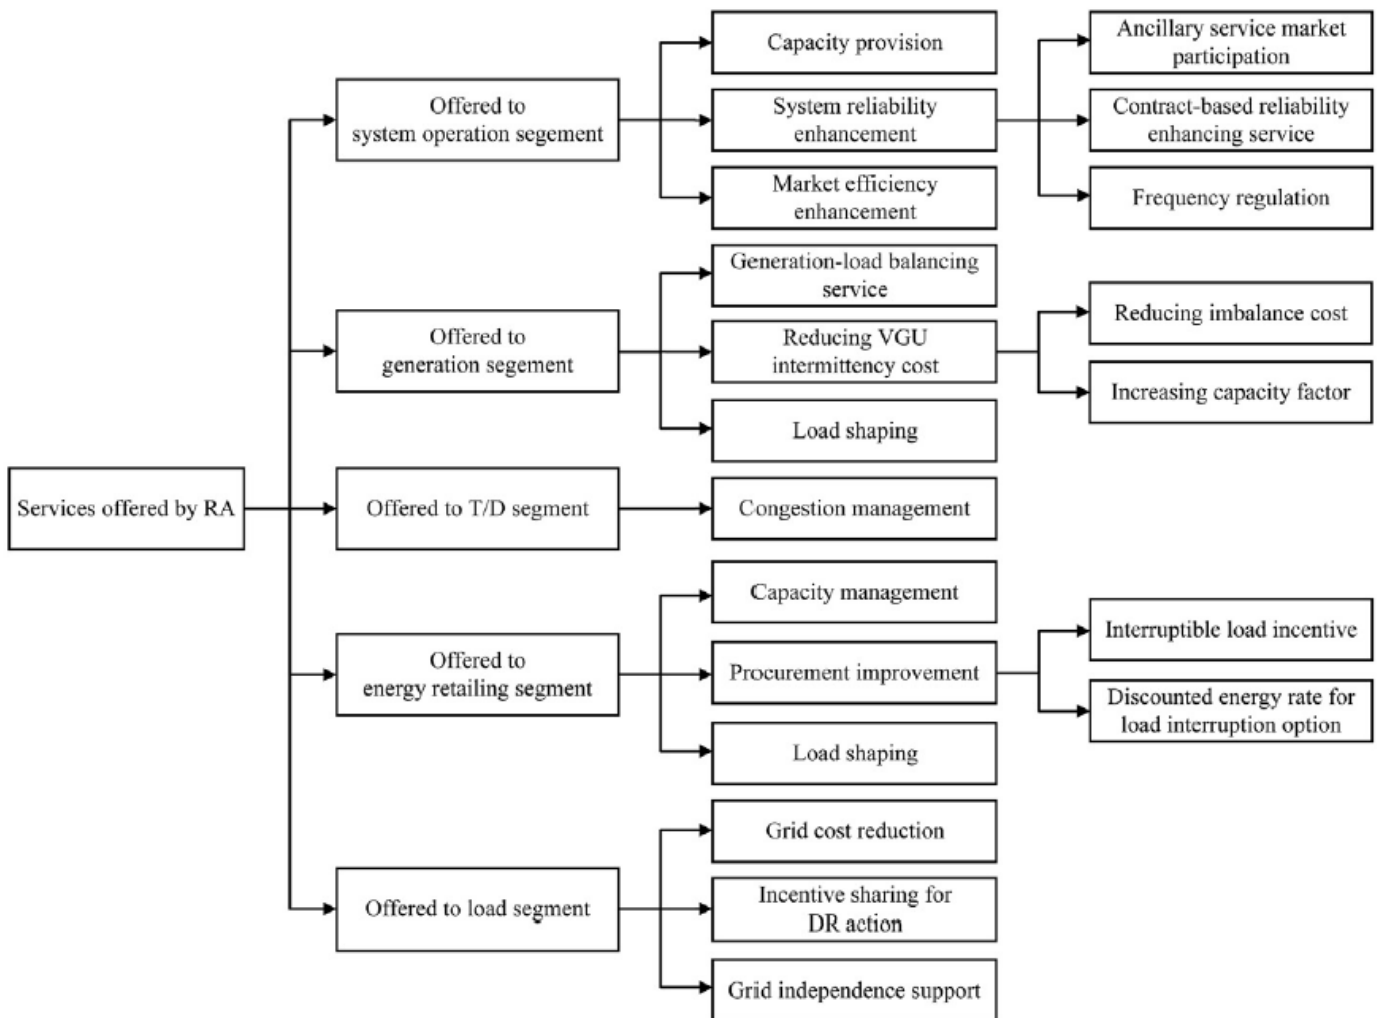 Services offered by RA
Offered to
system operation segement
Capacity provision
System reliability
enhancement
Ancillary service market
participation
Contract-based reliability
enhancing service
Frequency regulation
Market efficiency
enhancement
Offered to
generation segement
Generation-load balancing
service
Reducing VGU
intermittency cost
Reducing imbalance cost
Increasing capacity factor
Load shaping
Offered to T/D segment
Congestion management
Offered to
energy retailing segment
Capacity management
Procurement improvement
Interruptible load incentive
Discounted energy rate for
load interruption option
Load shaping
Offered to load segment
Grid cost reduction
Incentive sharing for
DR action
Grid independence support